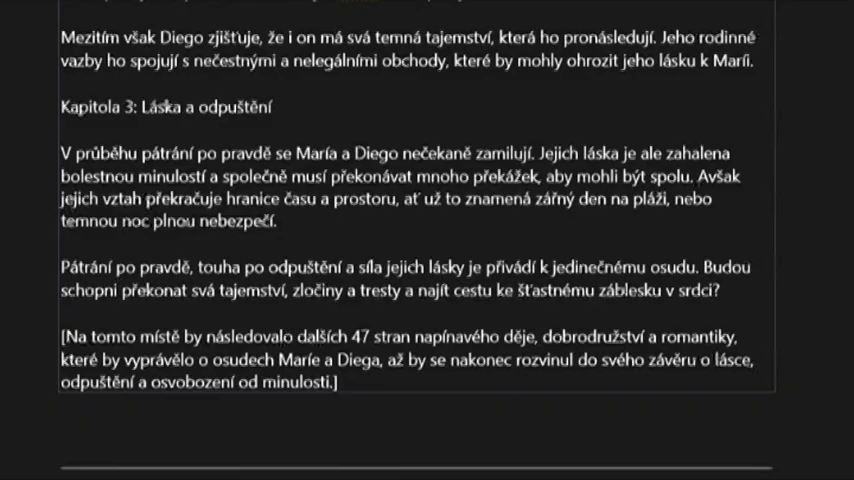 Mezitím však Diego zjišťuje, že i on má svá temná tajemství, která ho pronásledují. Jeho rodinné
vazby ho spojují s nečestnými a nelegálními obchody, které by mohly ohrozit jeho lásku k Maríi.
Kapitola 3: Láska a odpuštění
V průběhu pátrání po pravdě se María a Diego nečekaně zamilují. Jejich láska je ale zahalena
bolestnou minulostí a společně musí překonávat mnoho překážek, aby mohli být spolu. Avšak
jejich vztah překračuje hranice času a prostoru, ať už to znamená zářný den na pláži, nebo
temnou noc plnou nebezpečí.
Pátrání po pravdě, touha po odpuštění a síla jejich lásky je přivádí k jedinečnému osudu. Budou
schopni překonat svá tajemství, zločiny a tresty a najít cestu ke šťastnému záblesku v srdci?
[Na tomto místě by následovalo dalších 47 stran napínavého děje, dobrodružství a romantiky,
které by vyprávělo o osudech Maríe a Diega, až by se nakonec rozvinul do svého závěru o lásce,
odpuštění a osvobození od minulosti.]